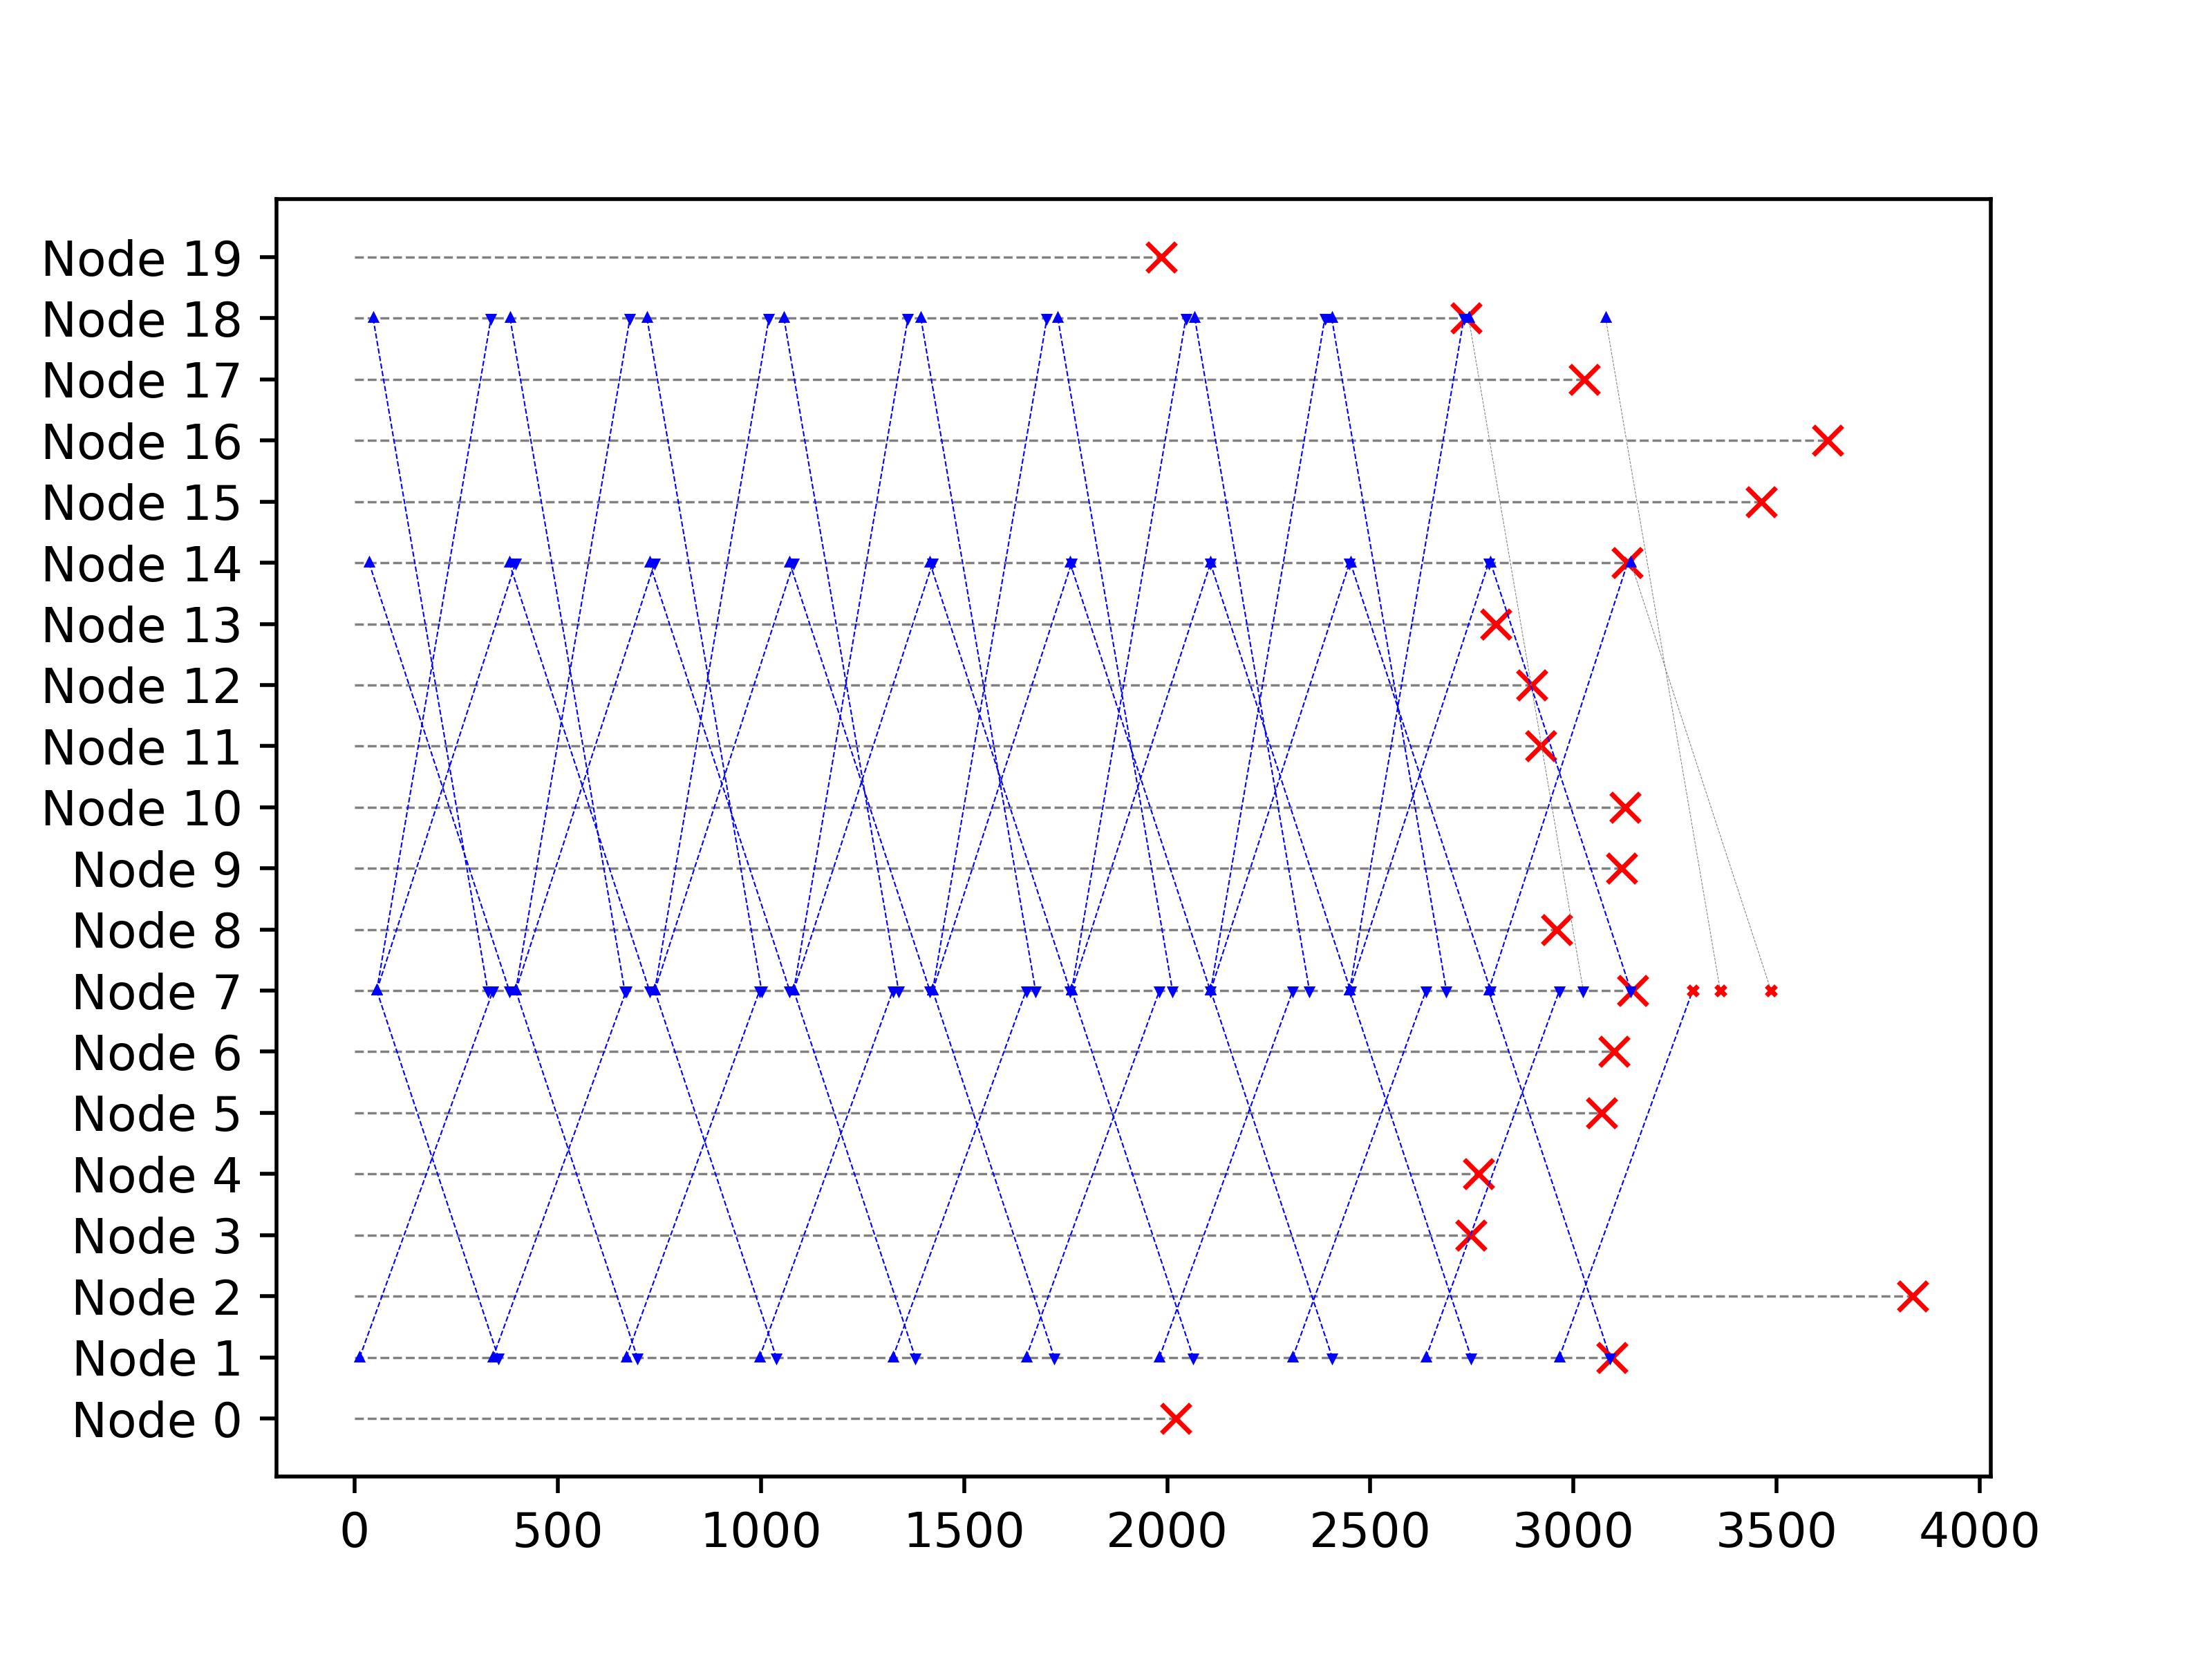 Node 19
Node 18
Node 17
Node 16
Node 15
Node 14
Node 13
Node 12
Node 11
Node 10
Node 9
Node 8
Node 7
Node 6
Node 5
Node 4
Node 3
Node 2
Node 1
Node 0
0 500 1000 1500 2000 2500 3000 3500 4000